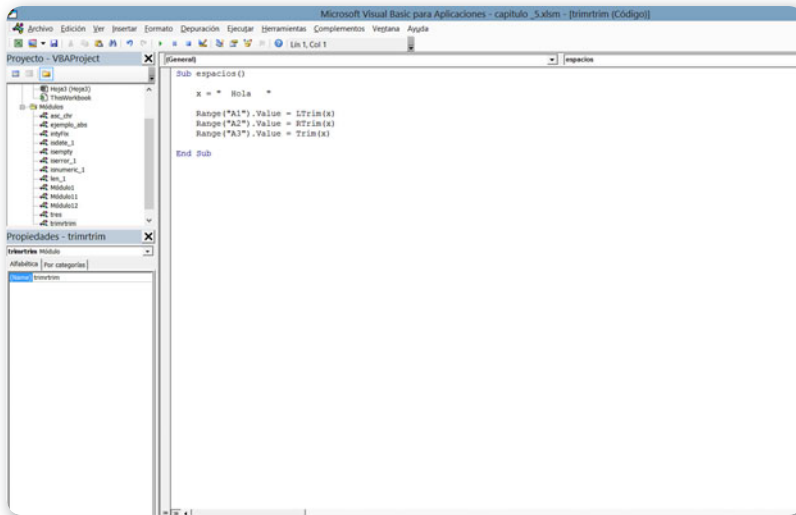 Microsoft Visual Basic para Aplicaciones - capitulo _5.xlsm - [trimrtrim (Código)]
Archivo Edición Ver Insertar Formato Depuración Ejecutar Herramientas Complementos Ventana Ayuda
Lín 1, Col 1
Proyecto - VBAProject
(General)
espacios
Hoja3 (Hoja3)
ThisWorkbook
Módulos
asc_chr
ejemplo_abs
intyfix
isdate_1
isempty
iserror_1
isnumeric_1
len_1
Módulo1
Módulo11
Módulo12
tres
trimrtrim
Propiedades - trimrtrim
trimrtrim Módulo
Alfabética Por categorías
(Name) trimrtrim
Sub espacios()
x = "  Hola   "
Range("A1").Value = LTrim(x)
Range("A2").Value = RTrim(x)
Range("A3").Value = Trim(x)
End Sub